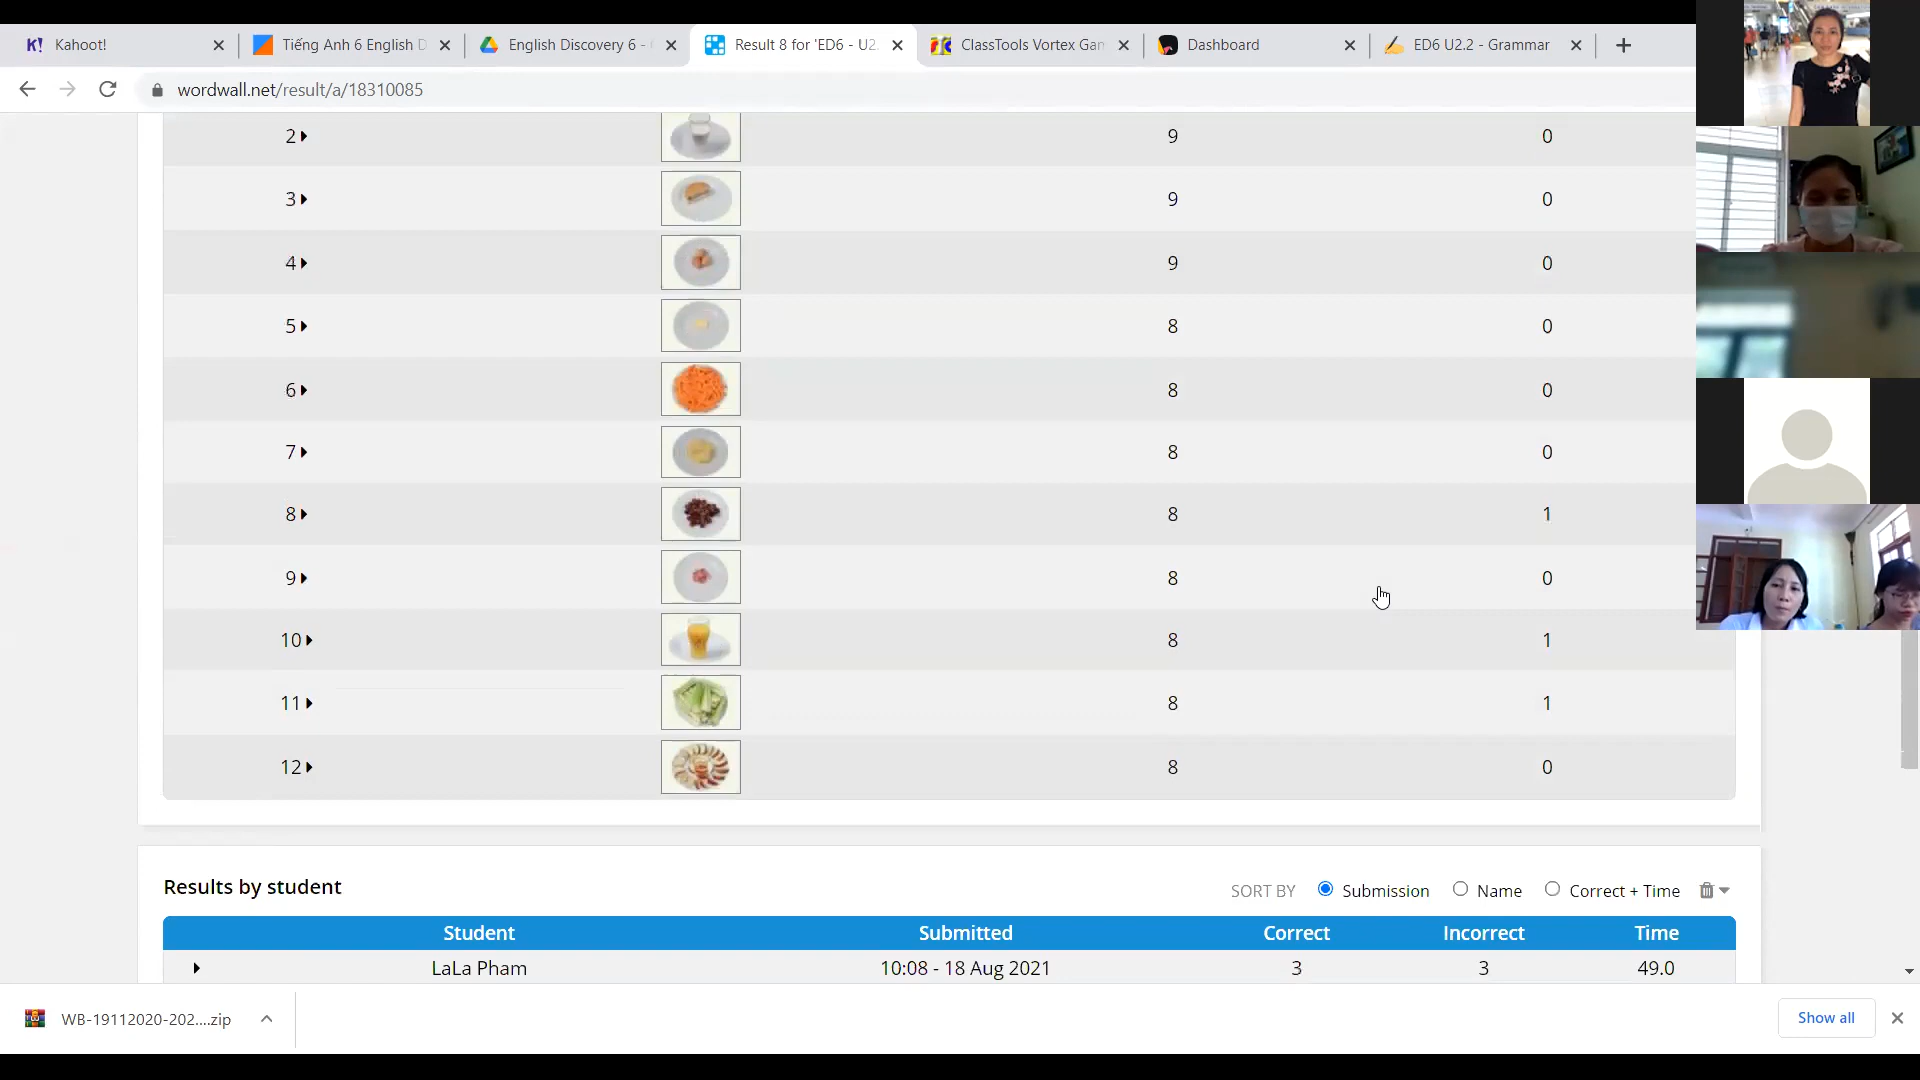 Kahoot!
Tiếng Anh 6 English D
English Discovery 6 -
Result 8 for 'ED6 - U2.
ClassTools Vortex Gam
Dashboard
ED6 U2.2 - Grammar
wordwall.net/result/a/18310085
2 9 0
3 9 0
4 9 0
5 8 0
6 8 0
7 8 0
8 8 1
9 8 0
10 8 1
11 8 1
12 8 0
Results by student
SORT BY Submission Name Correct + Time
Student Submitted Correct Incorrect Time
LaLa Pham 10:08 - 18 Aug 2021 3 3 49.0
WB-19112020-202....zip
Show all